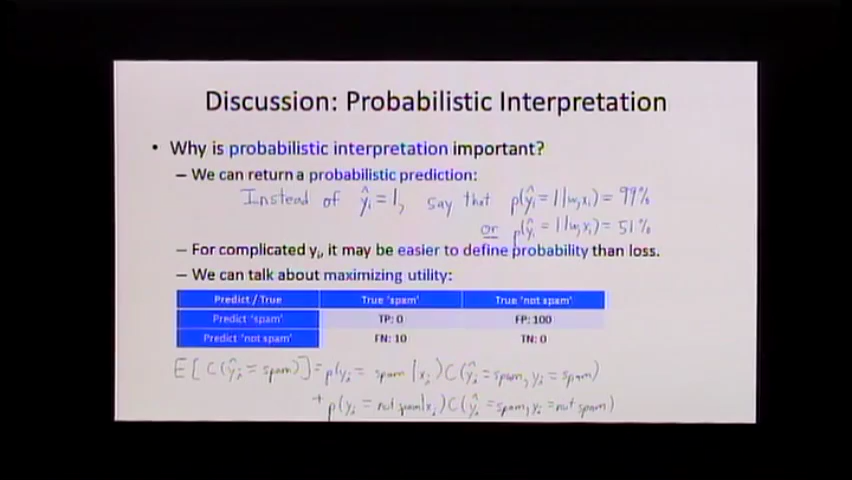 Discussion: Probabilistic Interpretation
• Why is probabilistic interpretation important?
– We can return a probabilistic prediction:
Instead of ŷᵢ = 1, say that p(ŷᵢ = 1 | w, xᵢ) = 99%
or p(ŷᵢ = 1 | w, xᵢ) = 51%
– For complicated yᵢ, it may be easier to define probability than loss.
– We can talk about maximizing utility:
Predict / True True 'spam' True 'not spam'
Predict 'spam' TP: 0 FP: 100
Predict 'not spam' FN: 10 TN: 0
E[C(ŷᵢ = spam)] = p(yᵢ = spam | xᵢ) C(ŷᵢ = spam, yᵢ = spam)
+ p(yᵢ = not spam | xᵢ) C(ŷᵢ = spam, yᵢ = not spam)